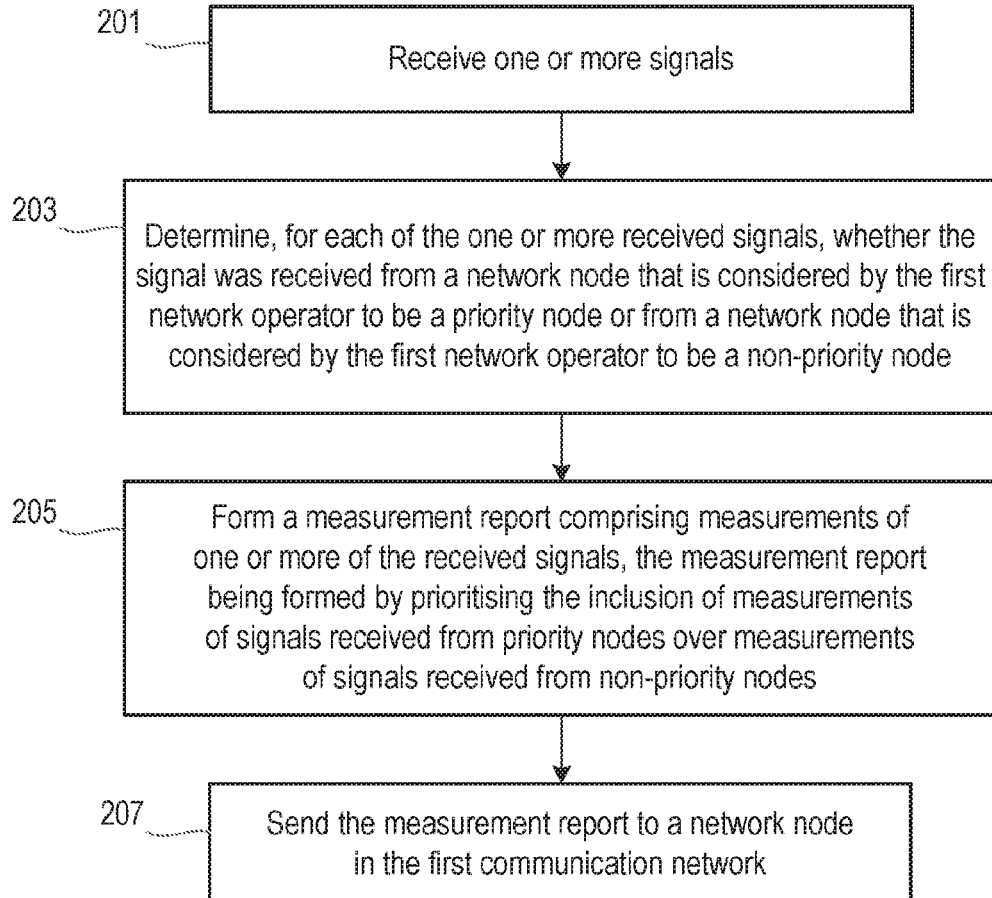 201
Receive one or more signals
203
Determine, for each of the one or more received signals, whether the
signal was received from a network node that is considered by the first
network operator to be a priority node or from a network node that is
considered by the first network operator to be a non-priority node
205
Form a measurement report comprising measurements of
one or more of the received signals, the measurement report
being formed by prioritising the inclusion of measurements
of signals received from priority nodes over measurements
of signals received from non-priority nodes
207
Send the measurement report to a network node
in the first communication network